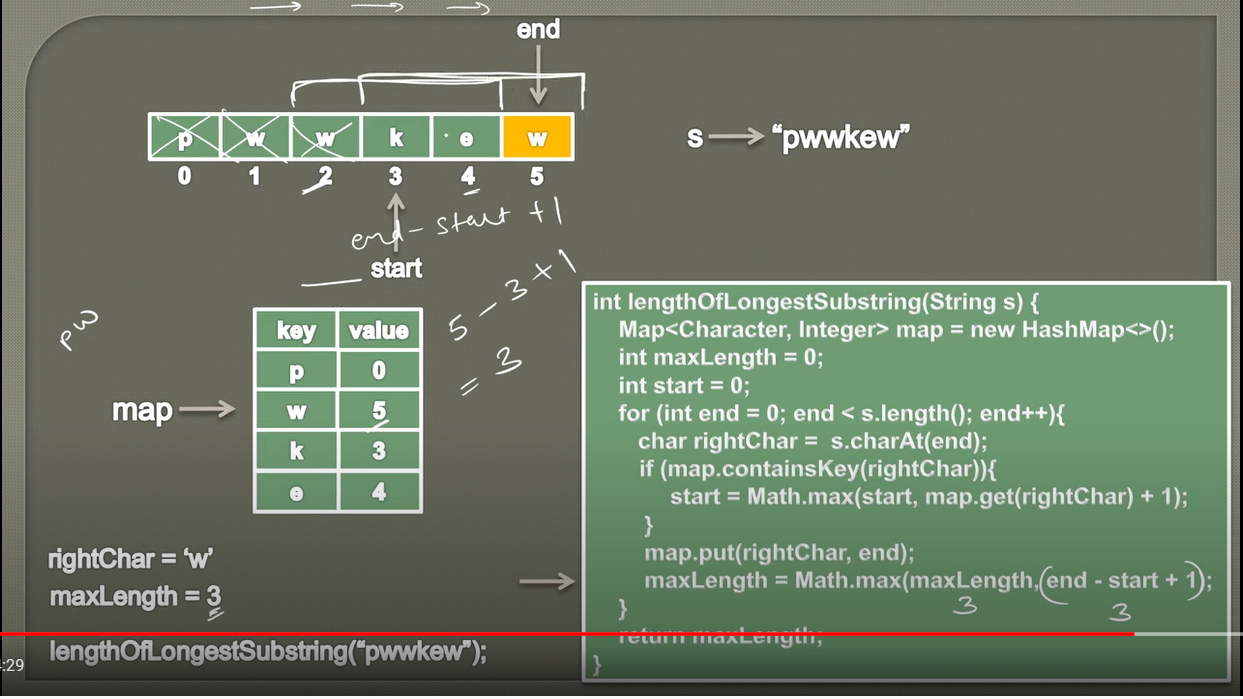 end
p w w k e w
0 1 2 3 4 5
s "pwwkew"
end - start + 1
start
5 - 3 + 1
= 3
pw
map
key value
p 0
w 5
k 3
e 4
rightChar = 'w'
maxLength = 3
lengthOfLongestSubstring("pwwkew");
:29
int lengthOfLongestSubstring(String s) {
Map<Character, Integer> map = new HashMap<>();
int maxLength = 0;
int start = 0;
for (int end = 0; end < s.length(); end++){
char rightChar = s.charAt(end);
if (map.containsKey(rightChar)){
start = Math.max(start, map.get(rightChar) + 1);
}
map.put(rightChar, end);
maxLength = Math.max(maxLength,(end - start + 1);
3 3
}
return maxLength;
}